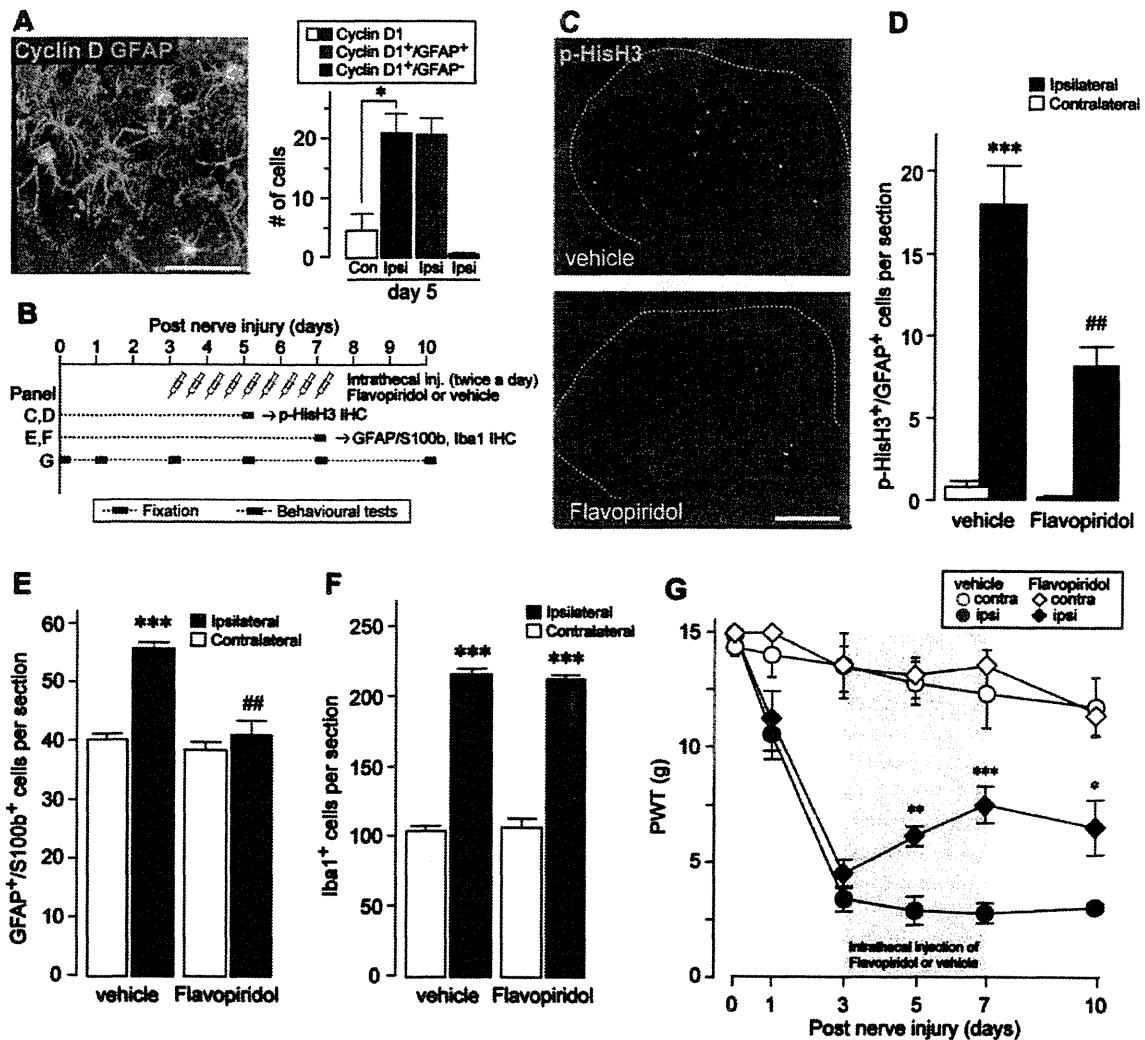 A
Cyclin D GFAP
Cyclin D1
Cyclin D1+/GFAP+
Cyclin D1+/GFAP-
# of cells
20
10
0
*
Con Ipsi Ipsi Ipsi
day 5
B
Post nerve injury (days)
0 1 2 3 4 5 6 7 8 9 10
Panel
Intrathecal inj. (twice a day)
Flavopiridol or vehicle
C,D
→p-HisH3 IHC
E,F
→GFAP/S100b, Iba1 IHC
G
Fixation
Behavioural tests
C
p-HisH3
vehicle
Flavopiridol
D
Ipsilateral
Contralateral
p-HisH3+/GFAP+ cells per section
20
15
10
5
0
***
##
vehicle Flavopiridol
E
Ipsilateral
Contralateral
GFAP+/S100b+ cells per section
60
50
40
30
20
10
0
***
##
vehicle Flavopiridol
F
Ipsilateral
Contralateral
Iba1+ cells per section
250
200
150
100
50
0
***
***
vehicle Flavopiridol
G
vehicle Flavopiridol
contra contra
ipsi ipsi
PWT (g)
15
10
5
0
**
***
*
Intrathecal injection of
Flavopiridol or vehicle
0 1 3 5 7 10
Post nerve injury (days)